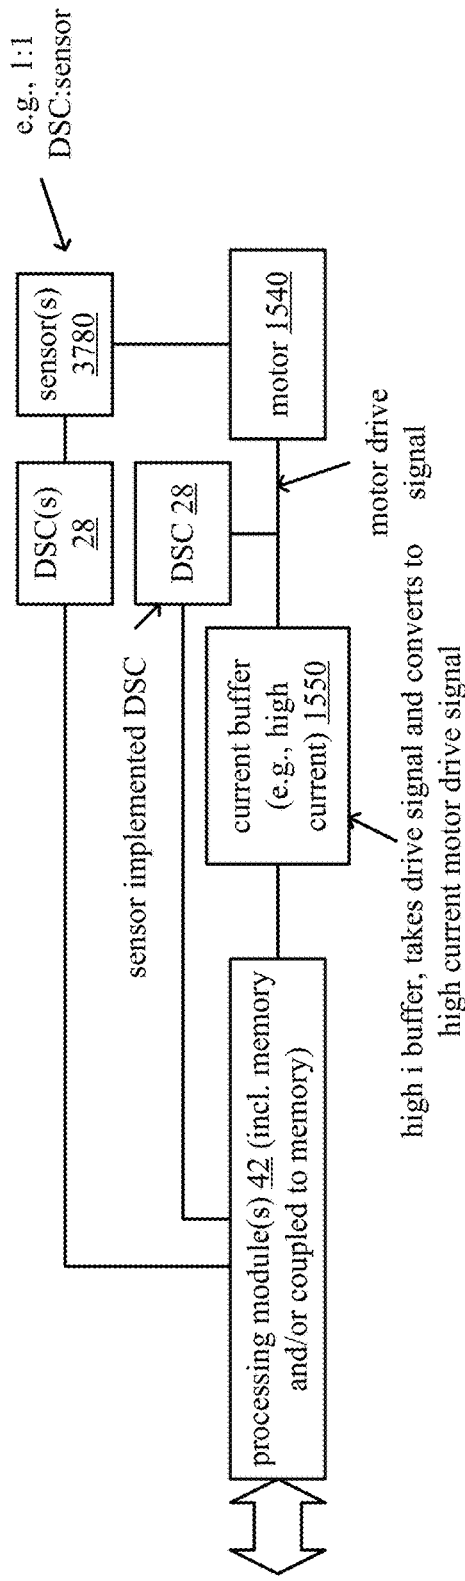 e.g., 1:1
DSC:sensor
sensor(s)
3780
DSC(s)
28
sensor implemented DSC
DSC 28
motor 1540
motor drive
signal
current buffer
(e.g., high
current) 1550
processing module(s) 42 (incl. memory
and/or coupled to memory)
high i buffer, takes drive signal and converts to
high current motor drive signal